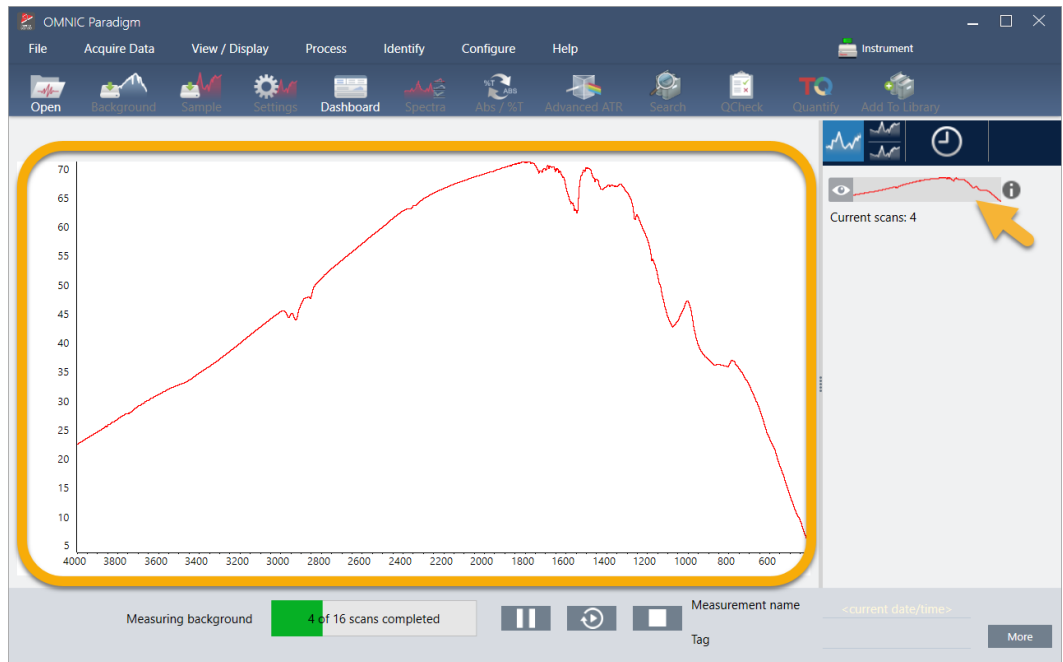 OMNIC Paradigm
File Acquire Data View / Display Process Identify Configure Help Instrument
%T ABS TQ
Open Background Sample Settings Dashboard Spectra Abs / %T Advanced ATR Search QCheck Quantify Add To Library
Current scans: 4
70
65
60
55
50
45
40
35
30
25
20
15
10
5
4000 3800 3600 3400 3200 3000 2800 2600 2400 2200 2000 1800 1600 1400 1200 1000 800 600
Measuring background 4 of 16 scans completed Measurement name <current date/time>
Tag More